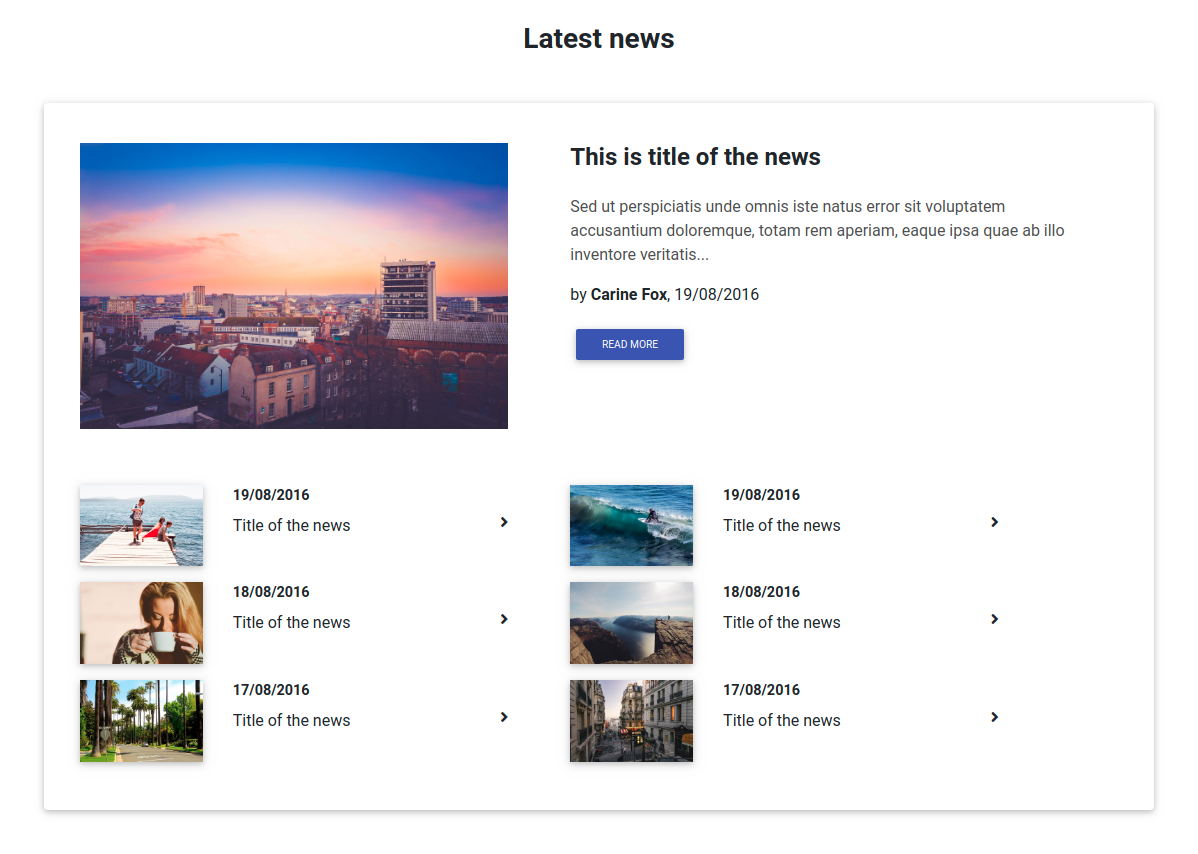 Latest news
This is title of the news
Sed ut perspiciatis unde omnis iste natus error sit voluptatem
accusantium doloremque, totam rem aperiam, eaque ipsa quae ab illo
inventore veritatis...
by Carine Fox, 19/08/2016
READ MORE
19/08/2016
Title of the news
19/08/2016
Title of the news
18/08/2016
Title of the news
18/08/2016
Title of the news
17/08/2016
Title of the news
17/08/2016
Title of the news